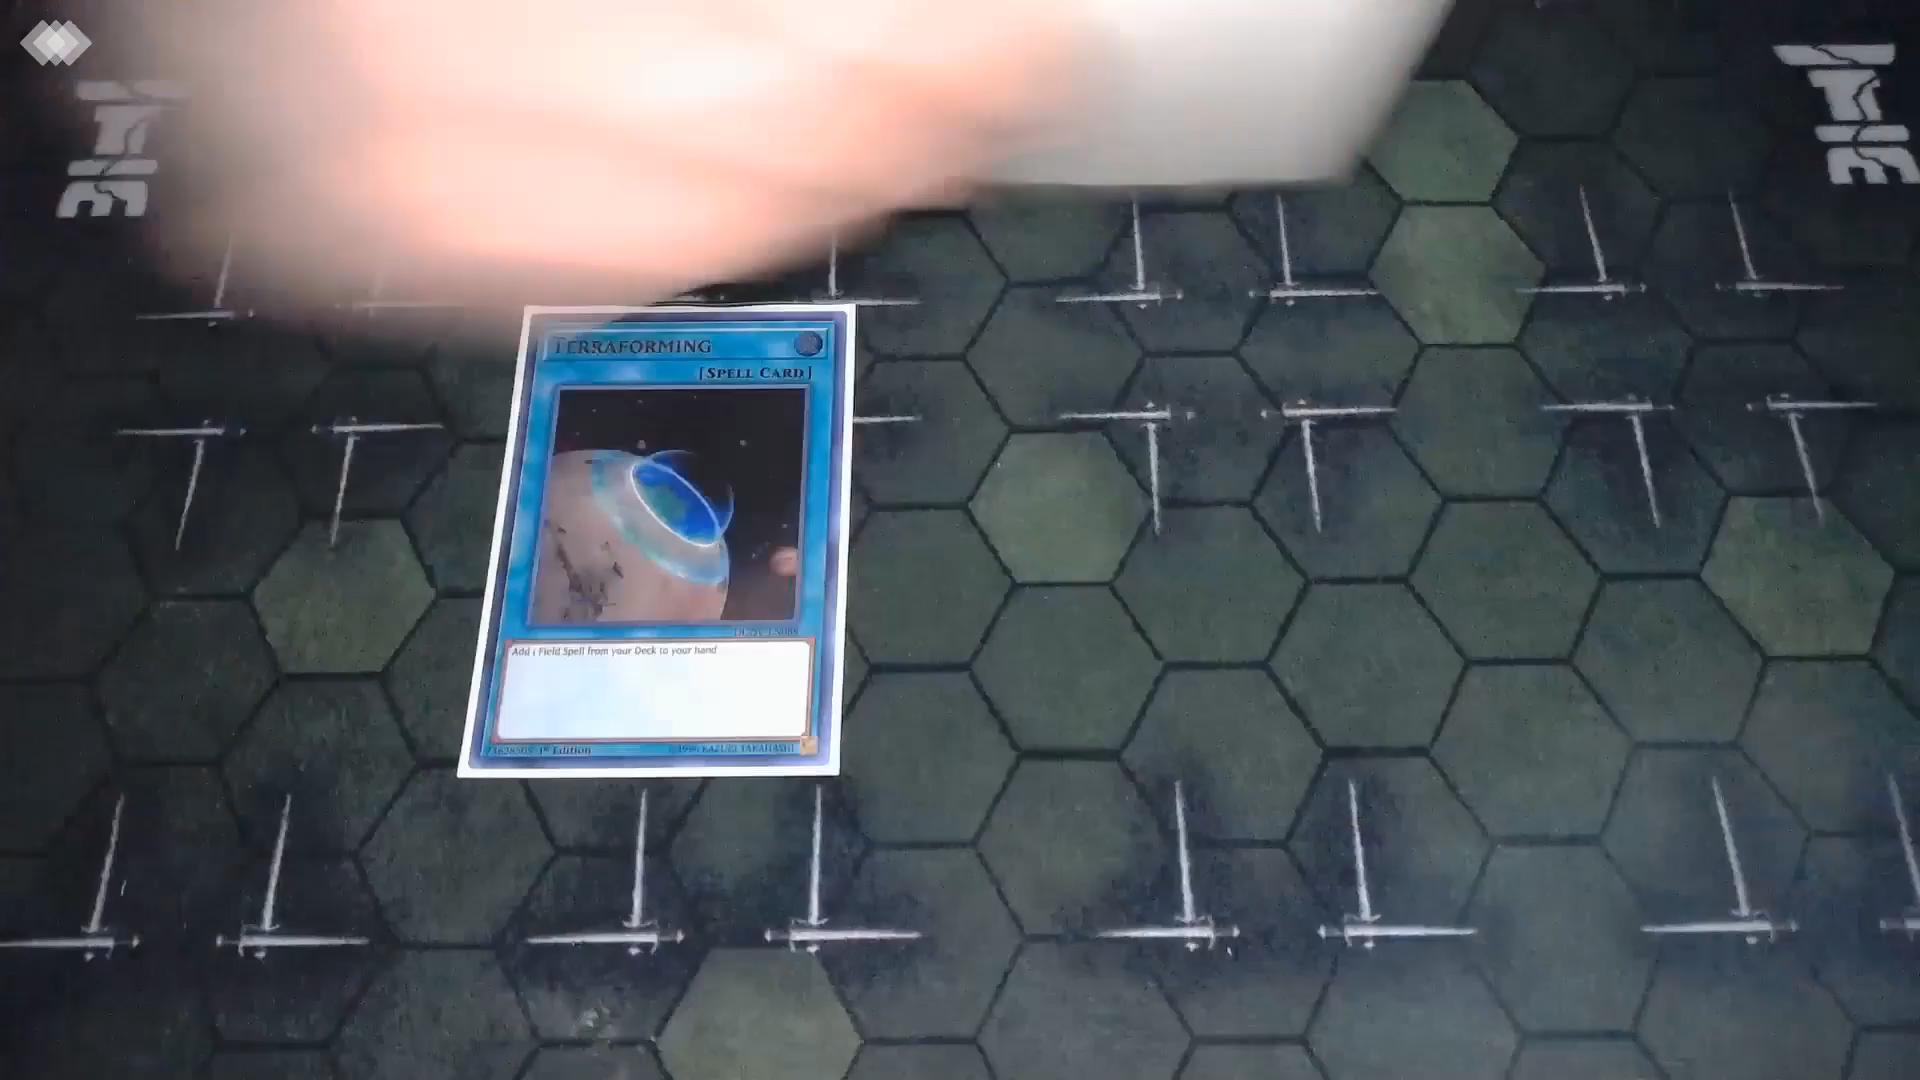 TERRAFORMING
[SPELL CARD]
Add 1 Field Spell from your Deck to your hand
1st Edition
©1996 KAZUKI TAKAHASHI